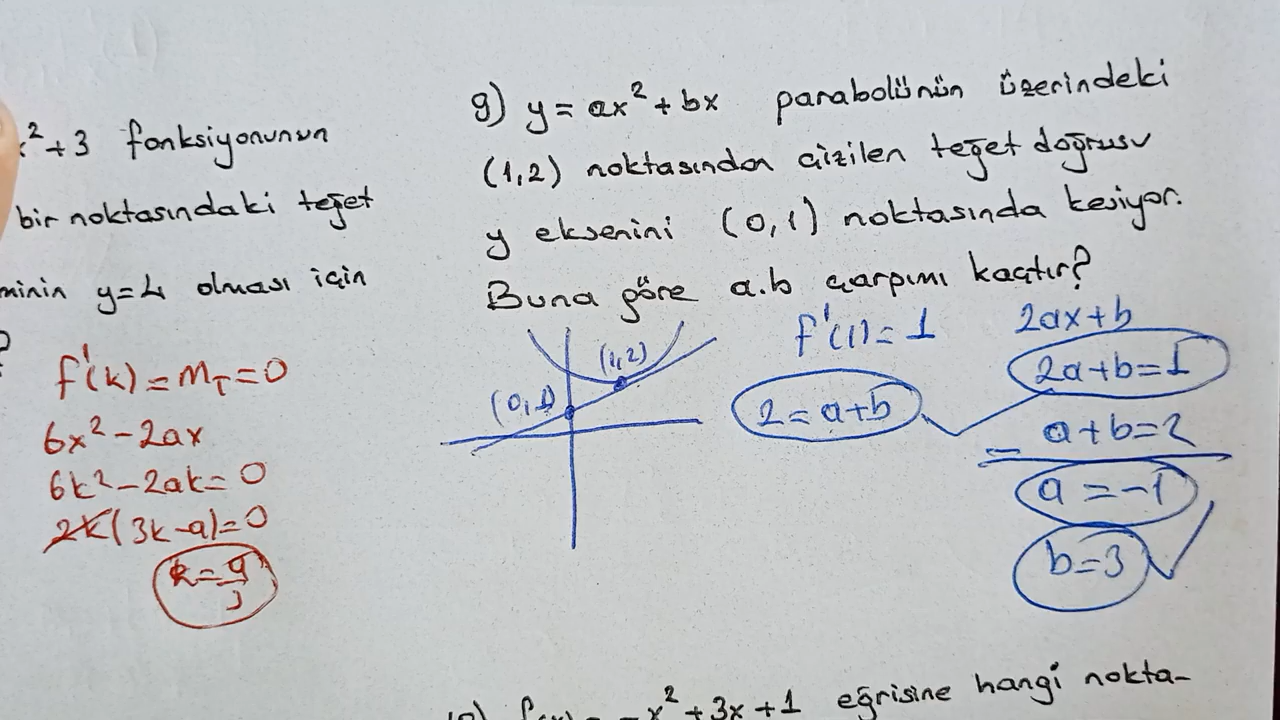 ²+3 fonksiyonunun
bir noktasındaki teğet
minin y=4 olması için
?
f'(k)=m_T=0
6x²-2ax
6k²-2ak=0
2k(3k-a)=0
k=a/3
9) y=ax²+bx parabolünün üzerindeki
(1,2) noktasından çizilen teğet doğrusu
y eksenini (0,1) noktasında kesiyor.
Buna göre a.b çarpımı kaçtır?
(1,2)
(0,1)
f'(1)=1
2=a+b
2ax+b
2a+b=1
a+b=2
a=-1
b=3
-x²+3x+1 eğrisine hangi nokta-